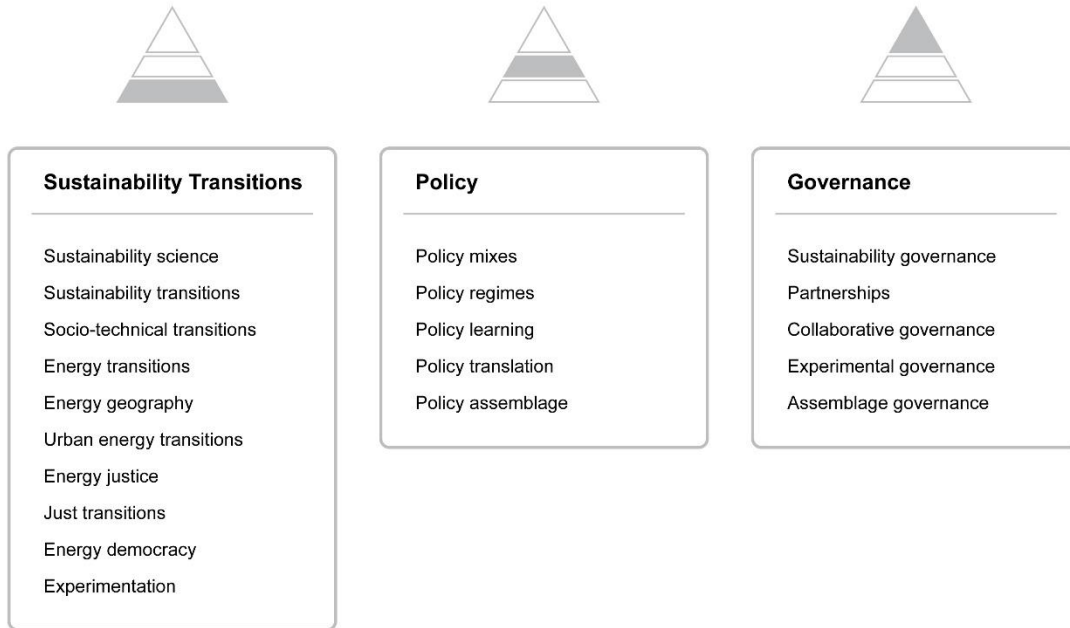 Sustainability Transitions
Sustainability science
Sustainability transitions
Socio-technical transitions
Energy transitions
Energy geography
Urban energy transitions
Energy justice
Just transitions
Energy democracy
Experimentation
Policy
Policy mixes
Policy regimes
Policy learning
Policy translation
Policy assemblage
Governance
Sustainability governance
Partnerships
Collaborative governance
Experimental governance
Assemblage governance